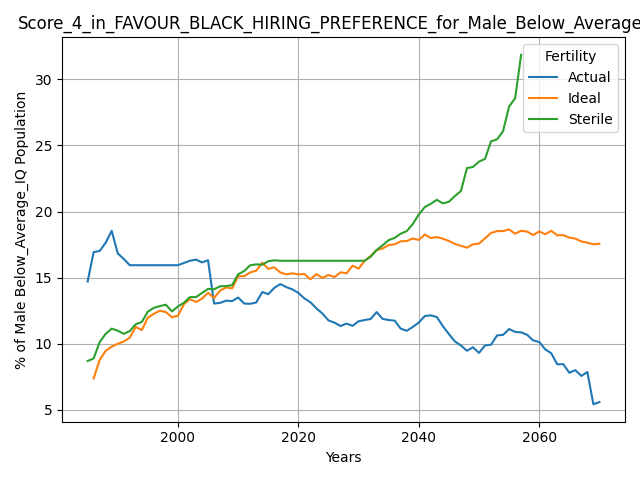 Score_4_in_FAVOUR_BLACK_HIRING_PREFERENCE_for_Male_Below_Average
% of Male Below_Average_IQ Population
30
25
20
15
10
5
Fertility
Actual
Ideal
Sterile
2000
2020
2040
2060
Years